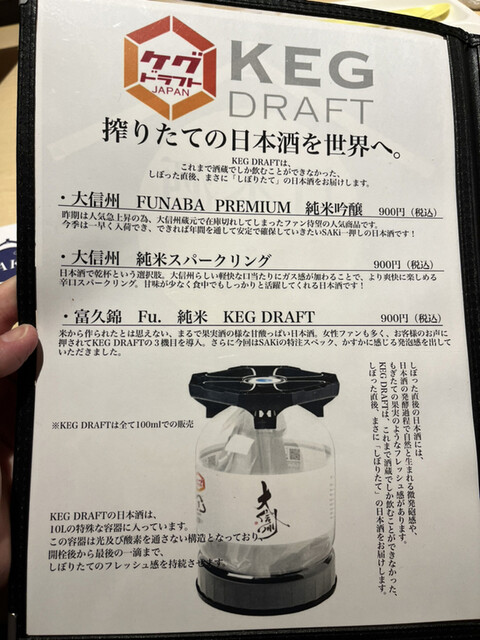 ケグ
ドラフト
JAPAN
KEG
DRAFT
搾りたての日本酒を世界へ。
KEG DRAFTは、
これまで酒蔵でしか飲むことができなかった、
しぼった直後、まさに「しぼりたて」の日本酒をお届けします。
・大信州 FUNABA PREMIUM 純米吟醸 900円（税込）
昨期は人気急上昇の為、大信州蔵元で在庫切れしてしまったファン待望の人気商品です。
今季は一早く入荷でき、できれば年間を通して安定で確保していきたいSAKi一押しの日本酒です！
・大信州 純米スパークリング 900円（税込）
日本酒で乾杯という選択肢。大信州らしい軽快な口当たりにガス感が加わることで、より爽快に楽しめる
辛口スパークリング。甘味が少なく食中でもしっかりと活躍してくれる日本酒です！
・富久錦 Fu. 純米 KEG DRAFT 900円（税込）
米から作られたとは思えない、まるで果実酒の様な甘酸っぱい日本酒。女性ファンも多く、お客様のお声に
押されてKEG DRAFTの３機目を導入。さらに今回はSAKiの特注スペック、かすかに感じる発泡感を出して
いただきました。
※KEG DRAFTは全て100mlでの販売
しぼった直後の日本酒には、
日本酒の発酵過程で自然と生まれる微発泡感や、
もぎたての果実のようなフレッシュ感があります。
KEG DRAFTは、これまで酒蔵でしか飲むことができなかった、
しぼった直後、まさに「しぼりたて」の日本酒をお届けします。
大信州
KEG DRAFTの日本酒は、
10Lの特殊な容器に入っています。
この容器は光及び酸素を通さない構造となっており、
開栓後から最後の一滴まで、
しぼりたてのフレッシュ感を持続させます。